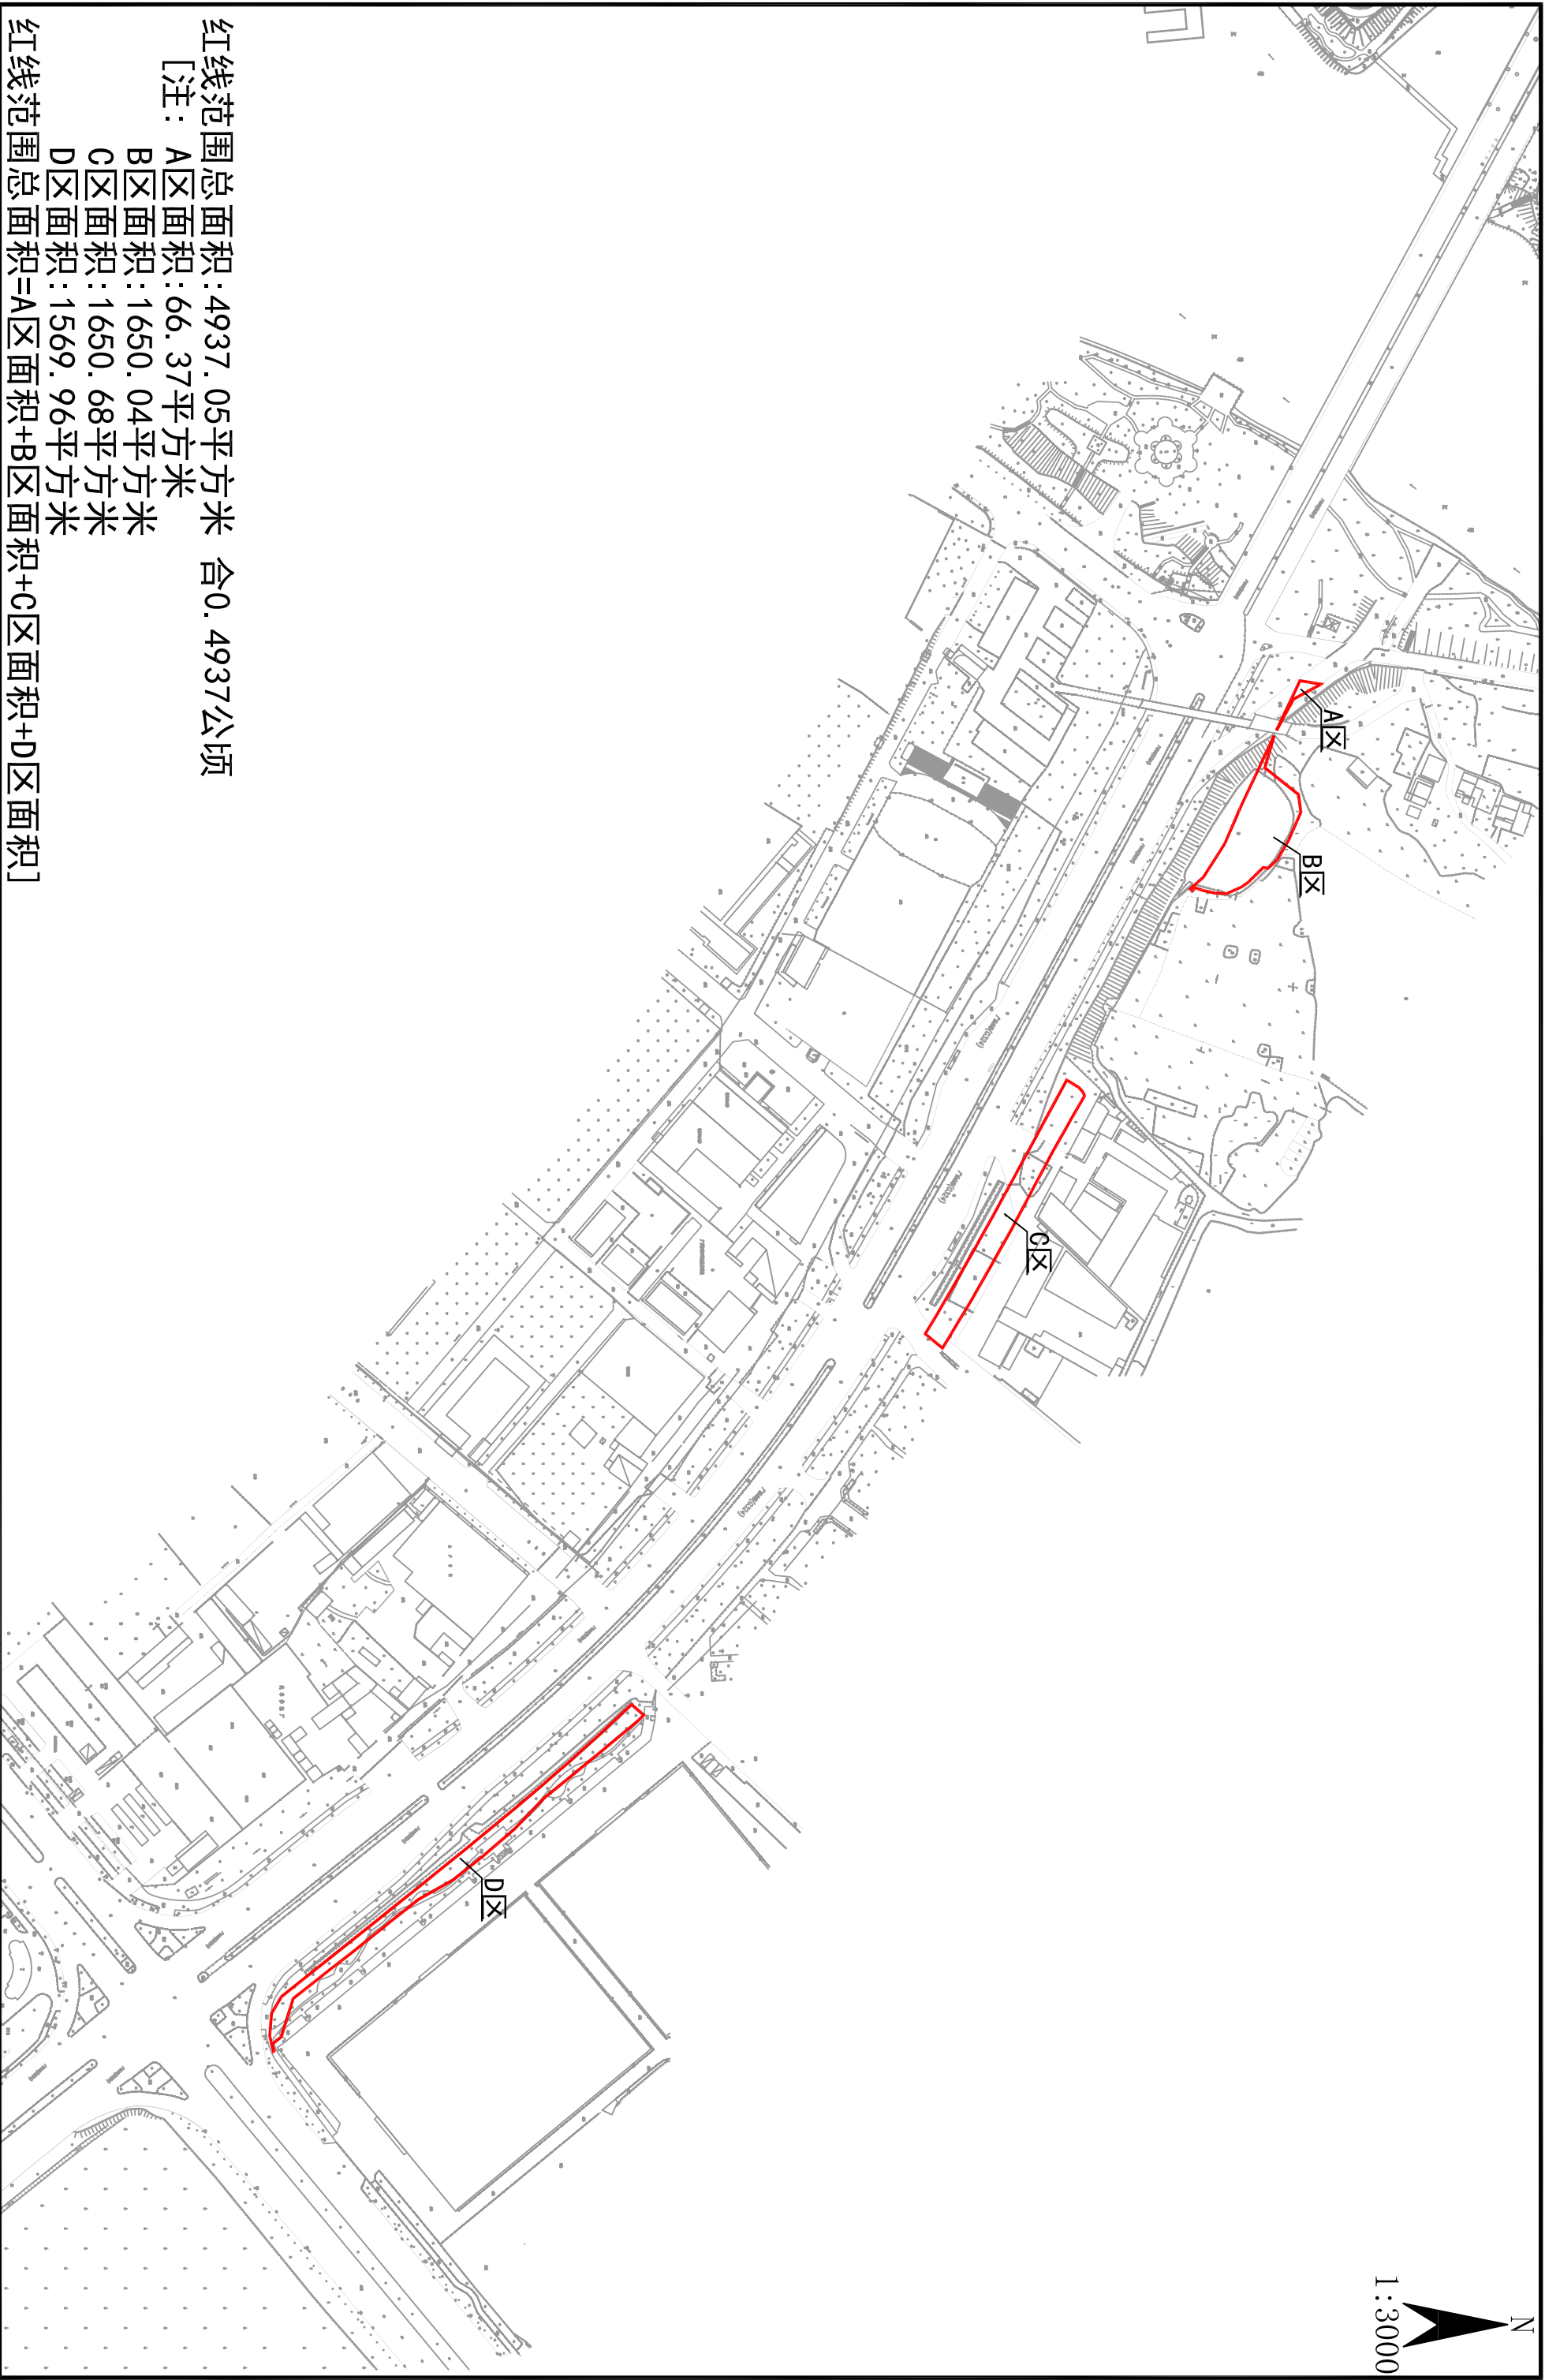 N
1:3000
A区
B区
C区
D区
红线范围总面积:4937.05平方米 合0.4937公顷
[注: A区面积:66.37平方米
B区面积:1650.04平方米
C区面积:1650.68平方米
D区面积:1569.96平方米
红线范围总面积=A区面积+B区面积+C区面积+D区面积]